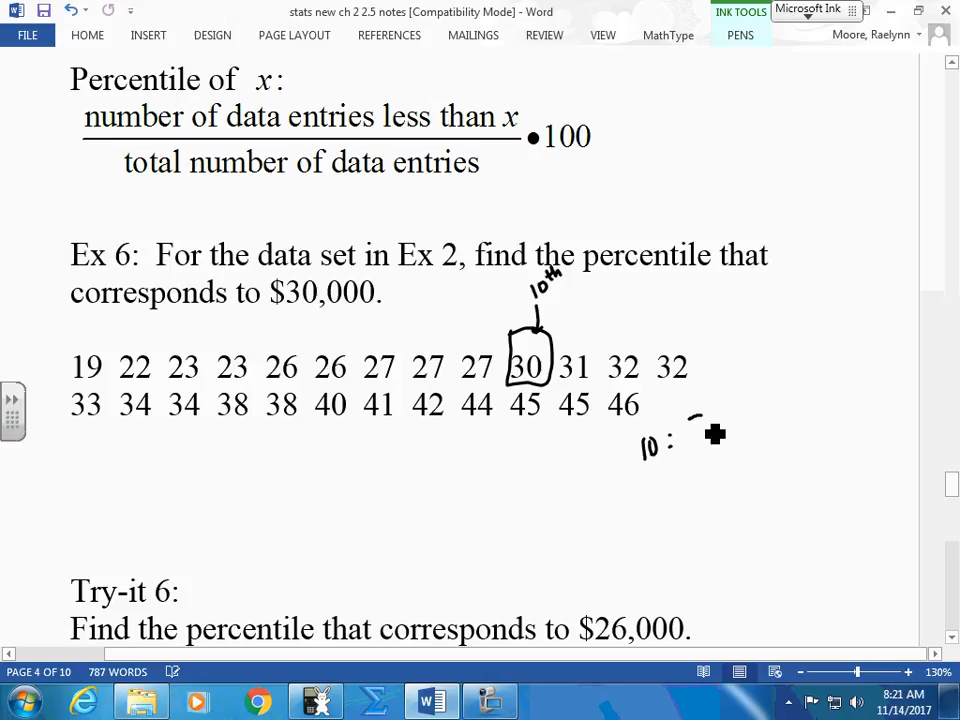 stats new ch 2 2.5 notes [Compatibility Mode] - Word
INK TOOLS
Microsoft Ink
FILE HOME INSERT DESIGN PAGE LAYOUT REFERENCES MAILINGS REVIEW VIEW MathType PENS Moore, Raelynn
Percentile of x:
number of data entries less than x
total number of data entries
•100
Ex 6: For the data set in Ex 2, find the percentile that
corresponds to $30,000.
10th
19 22 23 23 26 26 27 27 27 30 31 32 32
33 34 34 38 38 40 41 42 44 45 45 46
10:
Try-it 6:
Find the percentile that corresponds to $26,000.
PAGE 4 OF 10 787 WORDS 130%
8:21 AM
11/14/2017